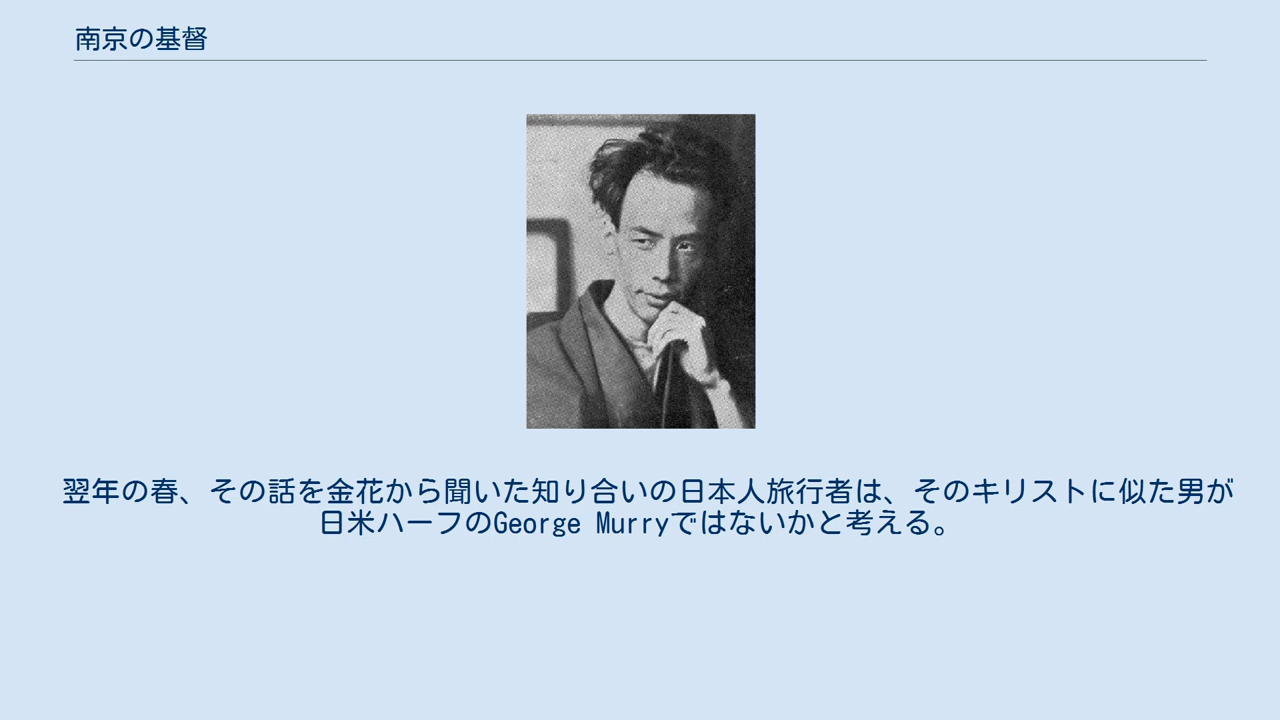 南京の基督
翌年の春、その話を金花から聞いた知り合いの日本人旅行者は、そのキリストに似た男が
日米ハーフのGeorge Murryではないかと考える。